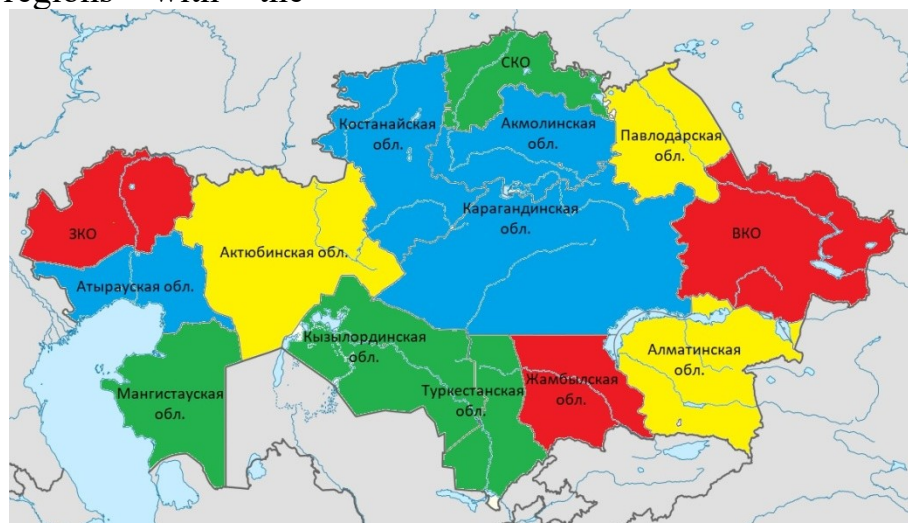 regions with the
СКО
Костанайская
обл.
Акмолинская
обл.
Павлодарская
обл.
ЗКО
Актюбинская обл.
Карагандинская
обл.
ВКО
Атырауская обл.
Кызылординская
обл.
Алматинская
обл.
Мангистауская
обл.
Туркестанская
обл.
Жамбылская
обл.